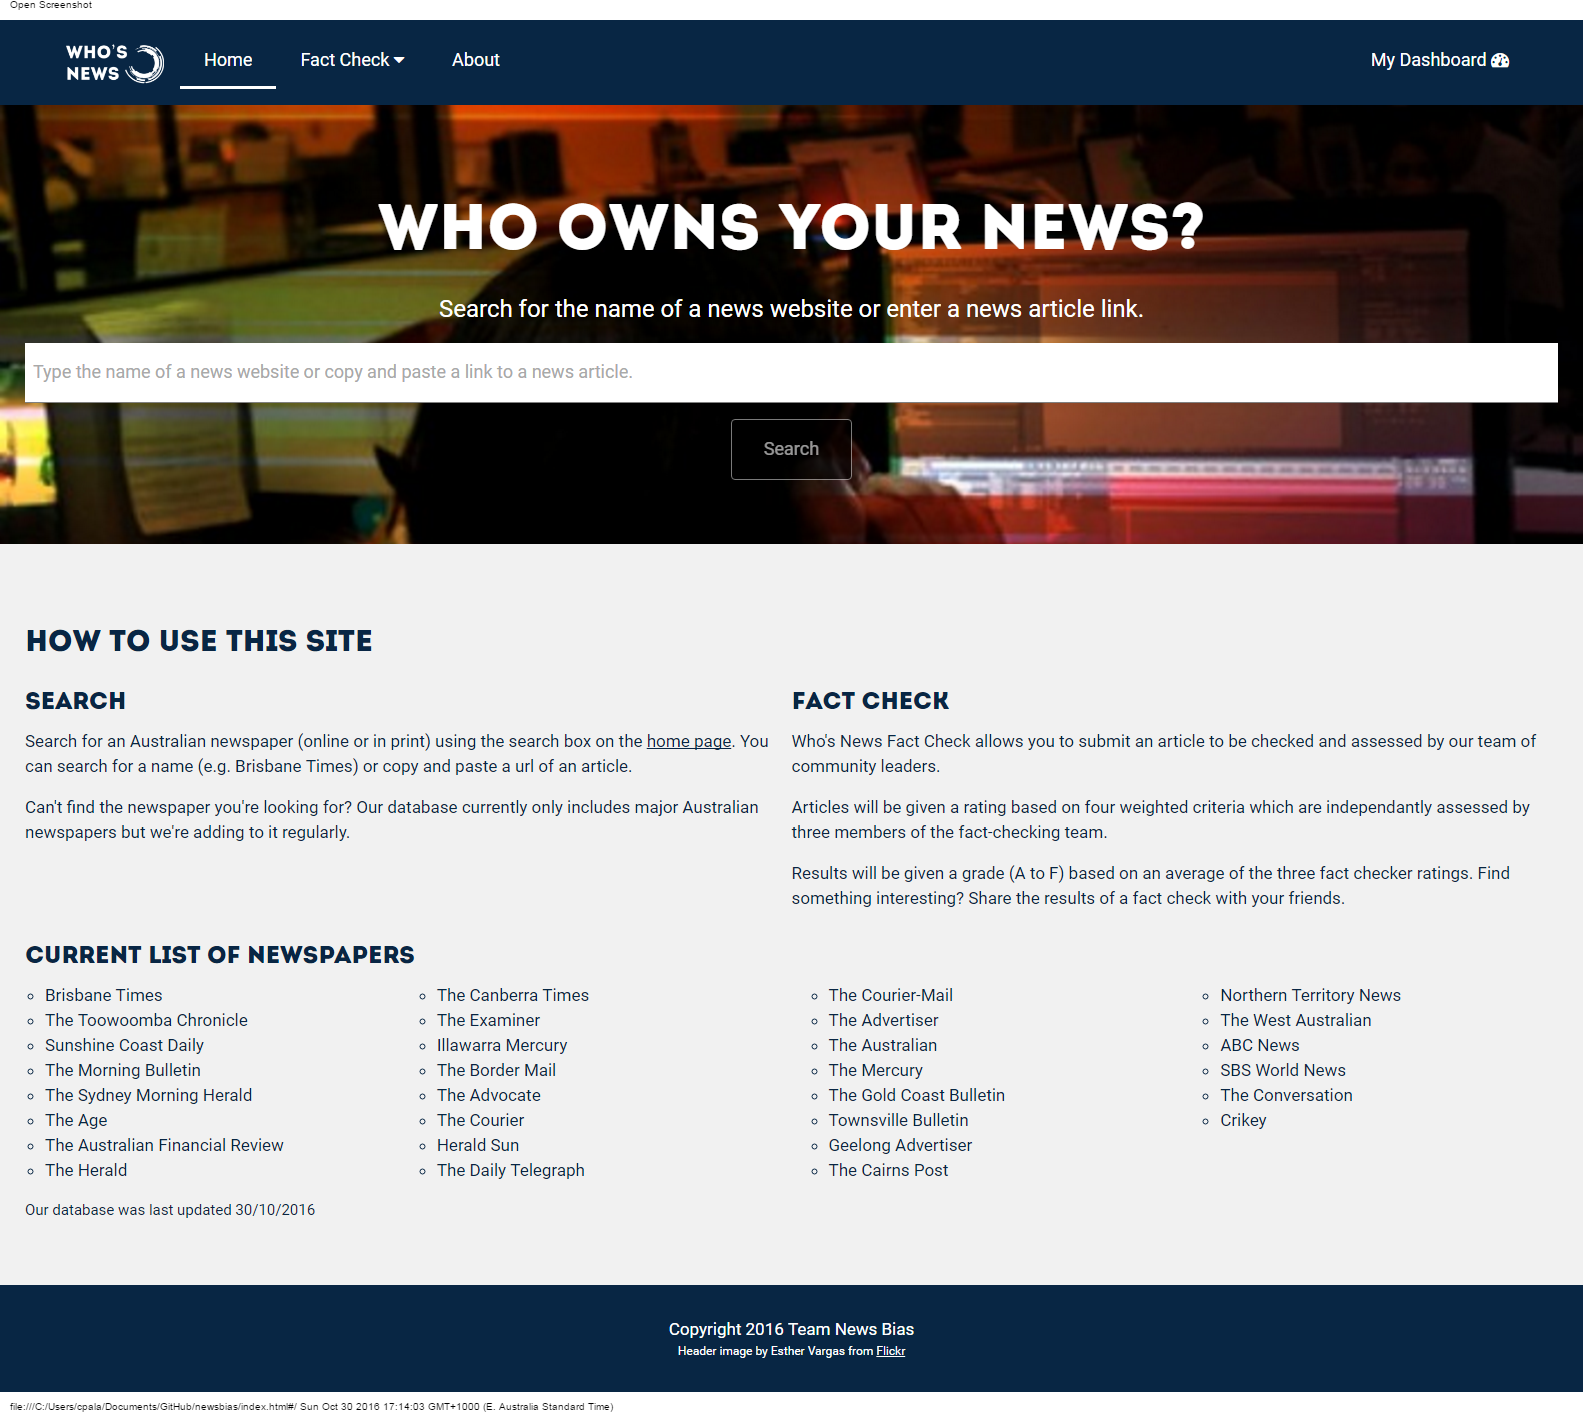 Open Screenshot
WHO'S
NEWS
Home
Fact Check
About
My Dashboard
WHO OWNS YOUR NEWS?
Search for the name of a news website or enter a news article link.
Type the name of a news website or copy and paste a link to a news article.
Search
HOW TO USE THIS SITE
SEARCH
Search for an Australian newspaper (online or in print) using the search box on the home page. You
can search for a name (e.g. Brisbane Times) or copy and paste a url of an article.
Can't find the newspaper you're looking for? Our database currently only includes major Australian
newspapers but we're adding to it regularly.
FACT CHECK
Who's News Fact Check allows you to submit an article to be checked and assessed by our team of
community leaders.
Articles will be given a rating based on four weighted criteria which are independantly assessed by
three members of the fact-checking team.
Results will be given a grade (A to F) based on an average of the three fact checker ratings. Find
something interesting? Share the results of a fact check with your friends.
CURRENT LIST OF NEWSPAPERS
Brisbane Times
The Toowoomba Chronicle
Sunshine Coast Daily
The Morning Bulletin
The Sydney Morning Herald
The Age
The Australian Financial Review
The Herald
The Canberra Times
The Examiner
Illawarra Mercury
The Border Mail
The Advocate
The Courier
Herald Sun
The Daily Telegraph
The Courier-Mail
The Advertiser
The Australian
The Mercury
The Gold Coast Bulletin
Townsville Bulletin
Geelong Advertiser
The Cairns Post
Northern Territory News
The West Australian
ABC News
SBS World News
The Conversation
Crikey
Our database was last updated 30/10/2016
Copyright 2016 Team News Bias
Header image by Esther Vargas from Flickr
file:///C:/Users/cpala/Documents/GitHub/newsbias/index.html#/ Sun Oct 30 2016 17:14:03 GMT+1000 (E. Australia Standard Time)